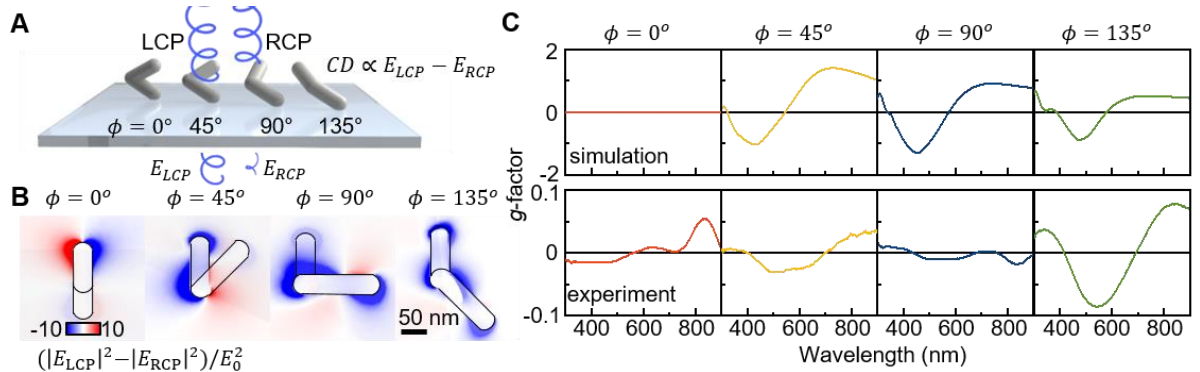 A
LCP
RCP
CD ∝ E_LCP − E_RCP
ϕ = 0° 45° 90° 135°
E_LCP
E_RCP
B
ϕ = 0° ϕ = 45° ϕ = 90° ϕ = 135°
-10 10
50 nm
(|E_LCP|²−|E_RCP|²)/E₀²
C
ϕ = 0° ϕ = 45° ϕ = 90° ϕ = 135°
2
0
-2
simulation
g-factor
0.1
0
-0.1
experiment
400 600 800 400 600 800 400 600 800 400 600 800
Wavelength (nm)